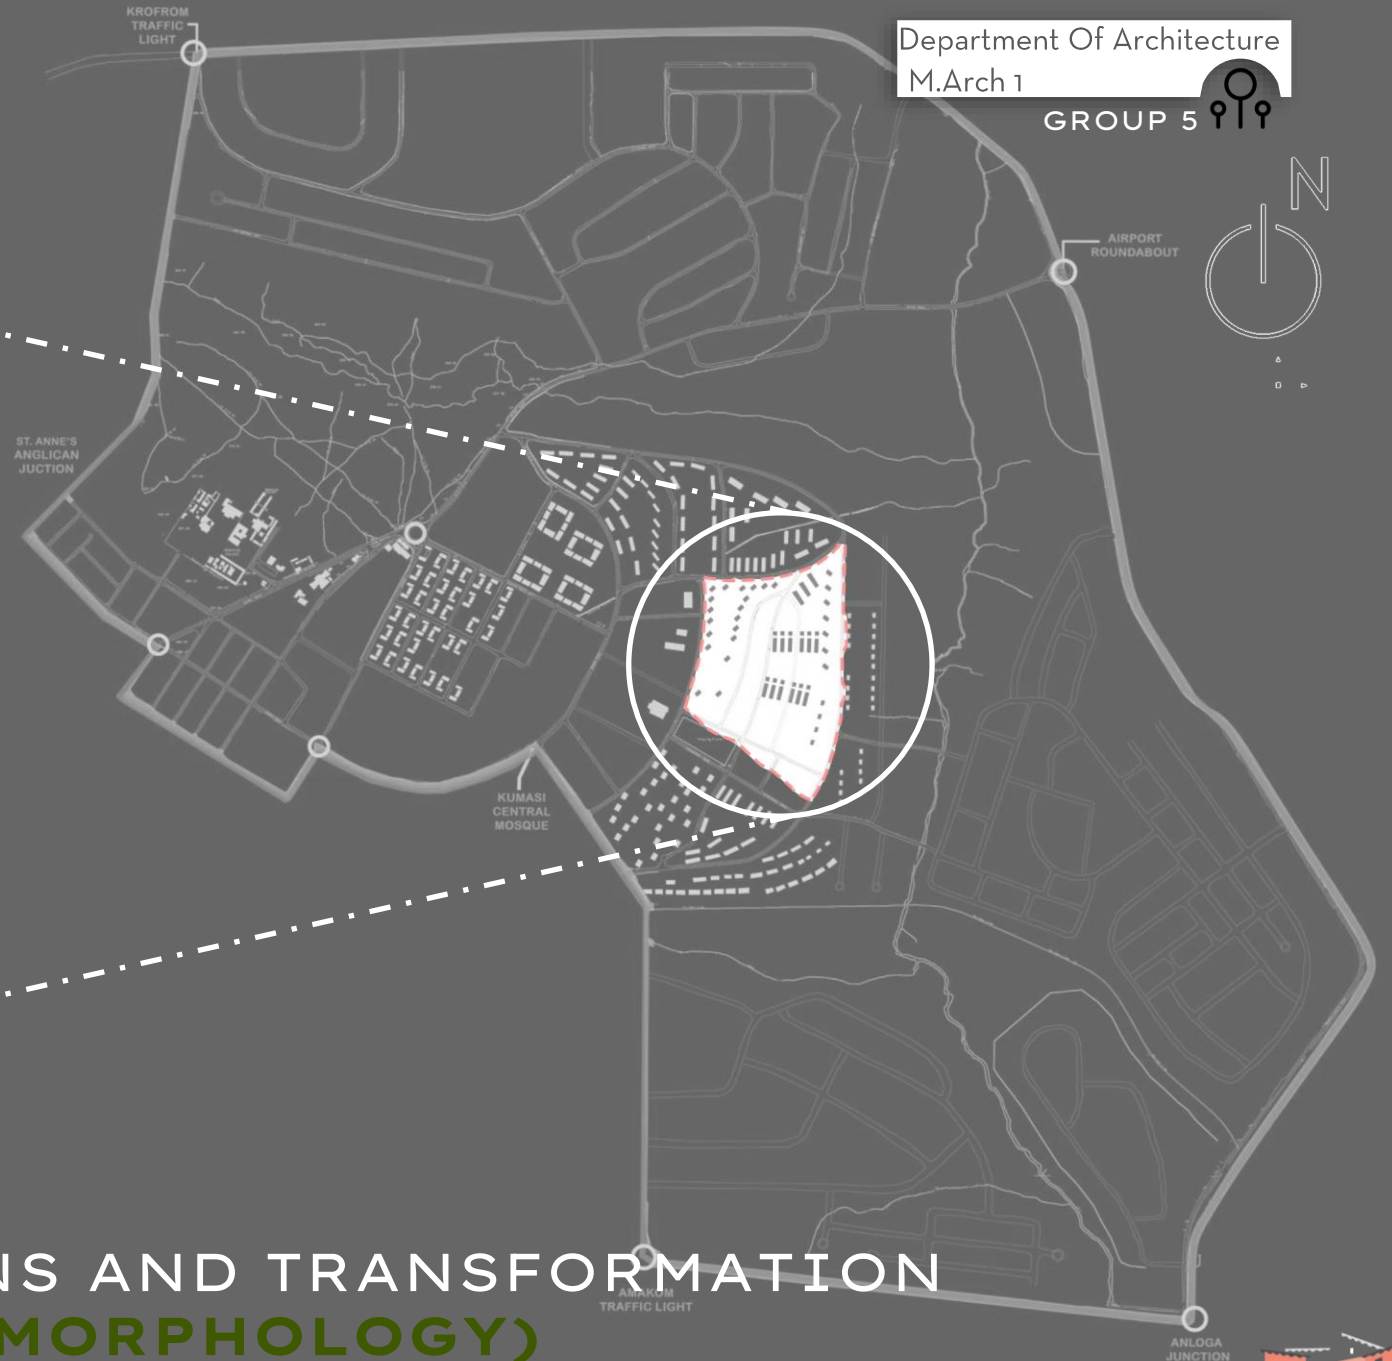 KROFROM
TRAFFIC
LIGHT
Department Of Architecture
M.Arch 1
GROUP 5
N
AIRPORT
ROUNDABOUT
ST. ANNE'S
ANGLICAN
JUCTION
KUMASI
CENTRAL
MOSQUE
NS AND TRANSFORMATION
AMAKOM
TRAFFIC LIGHT
MORPHOLOGY)
ANLOGA
JUNCTION